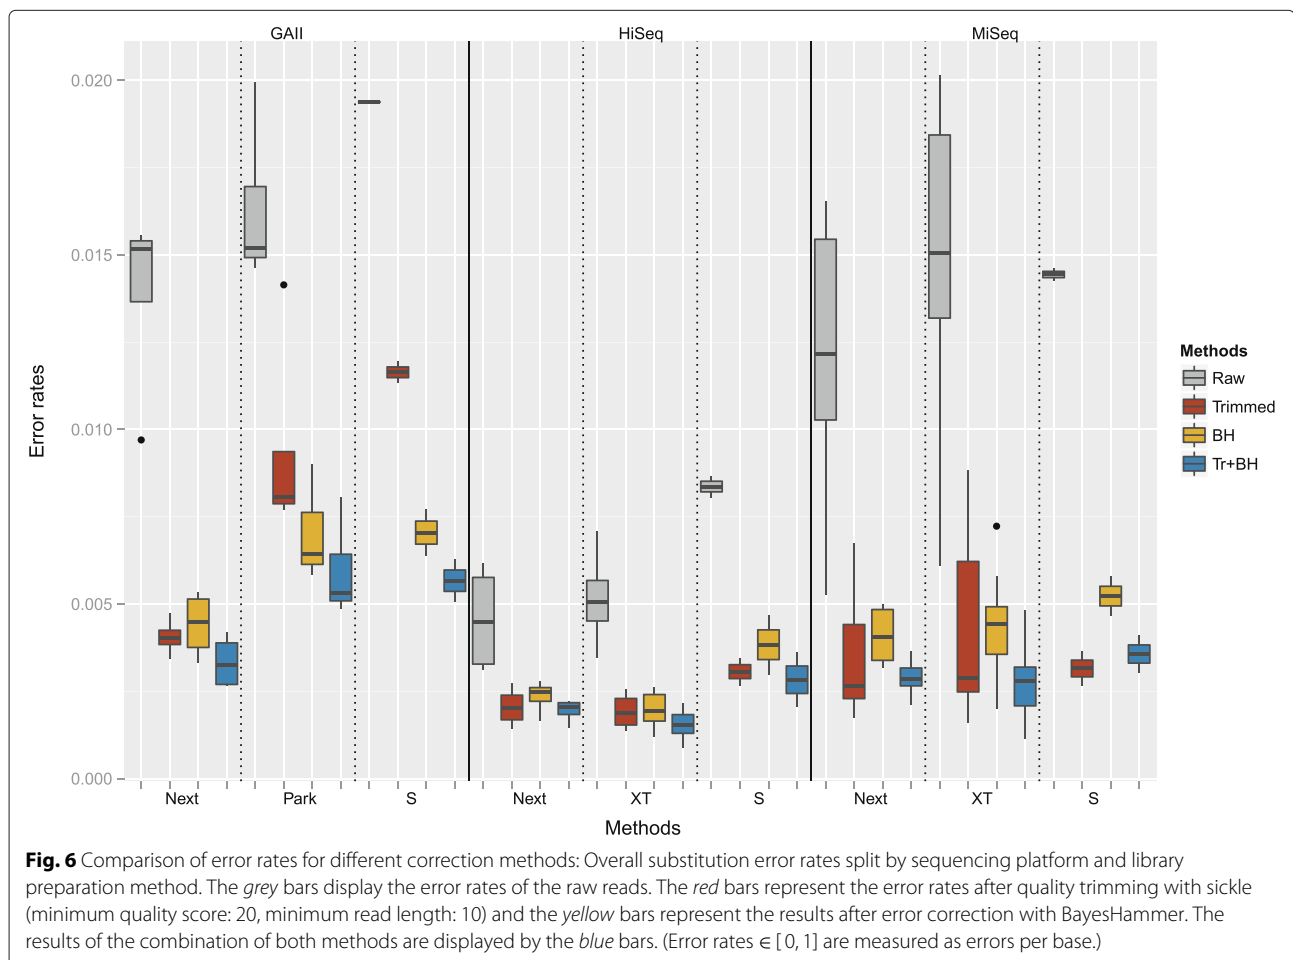 GAII HiSeq MiSeq
0.020
0.015
0.010
0.005
0.000
Error rates
Next Park S Next XT S Next XT S
Methods
Methods
Raw
Trimmed
BH
Tr+BH
Fig. 6 Comparison of error rates for different correction methods: Overall substitution error rates split by sequencing platform and library
preparation method. The grey bars display the error rates of the raw reads. The red bars represent the error rates after quality trimming with sickle
(minimum quality score: 20, minimum read length: 10) and the yellow bars represent the results after error correction with BayesHammer. The
results of the combination of both methods are displayed by the blue bars. (Error rates ∈ [ 0, 1] are measured as errors per base.)